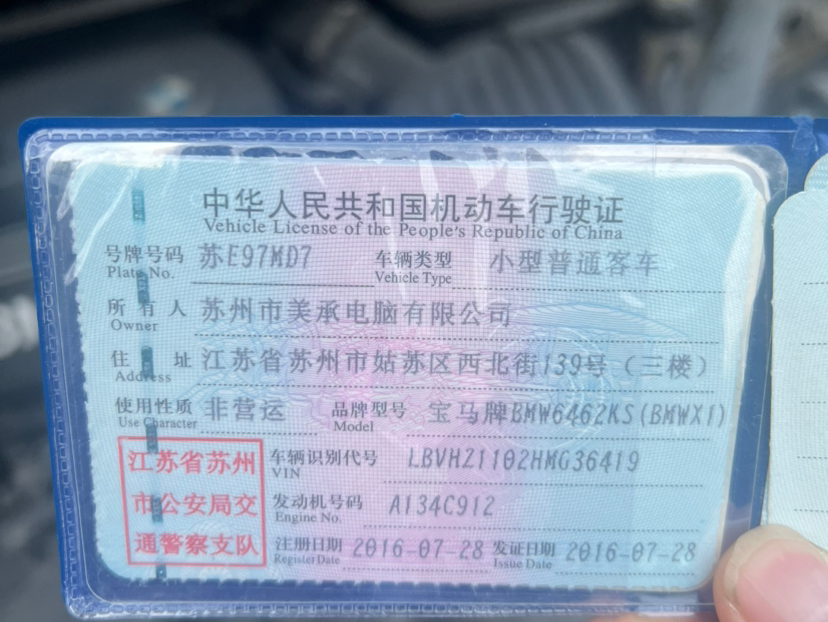 中华人民共和国机动车行驶证
Vehicle License of the People's Republic of China
号牌号码 苏E97MD7 车辆类型 小型普通客车
Plate No. Vehicle Type
所有人 苏州市美承电脑有限公司
Owner
住址 江苏省苏州市姑苏区西北街139号（三楼）
Address
使用性质 非营运 品牌型号 宝马牌BMW6462KS(BMWX1)
Use Character Model
江苏省苏州
市公安局交
通警察支队
车辆识别代号 LBVHZ1102HMG36419
VIN
发动机号码 A134C912
Engine No.
注册日期 2016-07-28 发证日期 2016-07-28
Register Date Issue Date